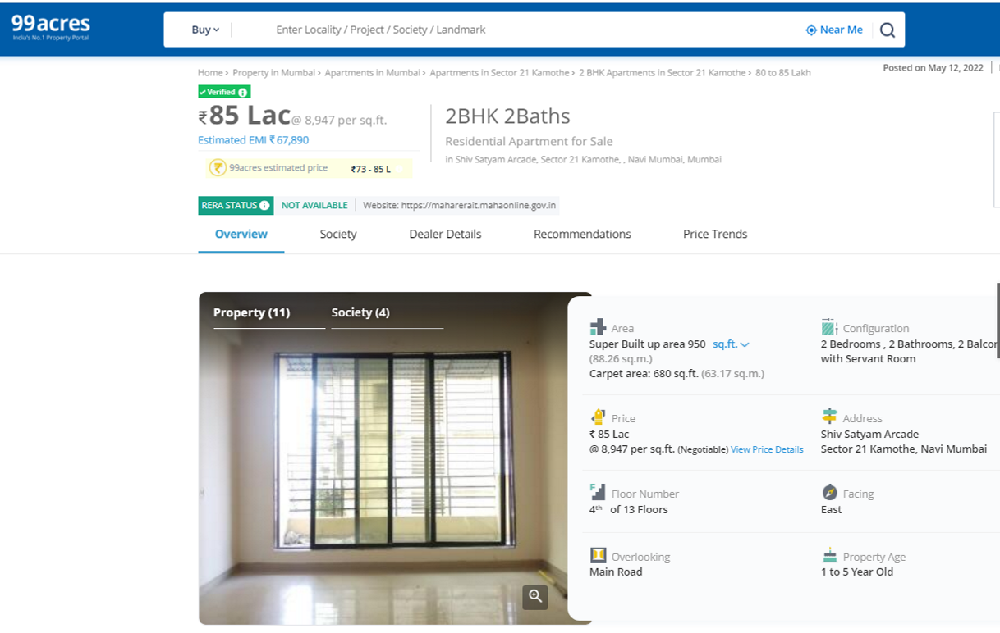 99acres
India's No.1 Property Portal
Buy
Enter Locality / Project / Society / Landmark
Near Me
Home › Property in Mumbai › Apartments in Mumbai › Apartments in Sector 21 Kamothe › 2 BHK Apartments in Sector 21 Kamothe › 80 to 85 Lakh
Posted on May 12, 2022
Verified
₹85 Lac @ 8,947 per sq.ft.
Estimated EMI ₹ 67,890
99acres estimated price ₹73 - 85 L
2BHK 2Baths
Residential Apartment for Sale
in Shiv Satyam Arcade, Sector 21 Kamothe, , Navi Mumbai, Mumbai
RERA STATUS NOT AVAILABLE Website: https://maharerait.mahaonline.gov.in
Overview Society Dealer Details Recommendations Price Trends
Property (11) Society (4)
Area
Super Built up area 950 sq.ft.
(88.26 sq.m.)
Carpet area: 680 sq.ft. (63.17 sq.m.)
Configuration
2 Bedrooms , 2 Bathrooms, 2 Balcor
with Servant Room
Price
₹ 85 Lac
@ 8,947 per sq.ft. (Negotiable) View Price Details
Address
Shiv Satyam Arcade
Sector 21 Kamothe, Navi Mumbai
Floor Number
4th of 13 Floors
Facing
East
Overlooking
Main Road
Property Age
1 to 5 Year Old